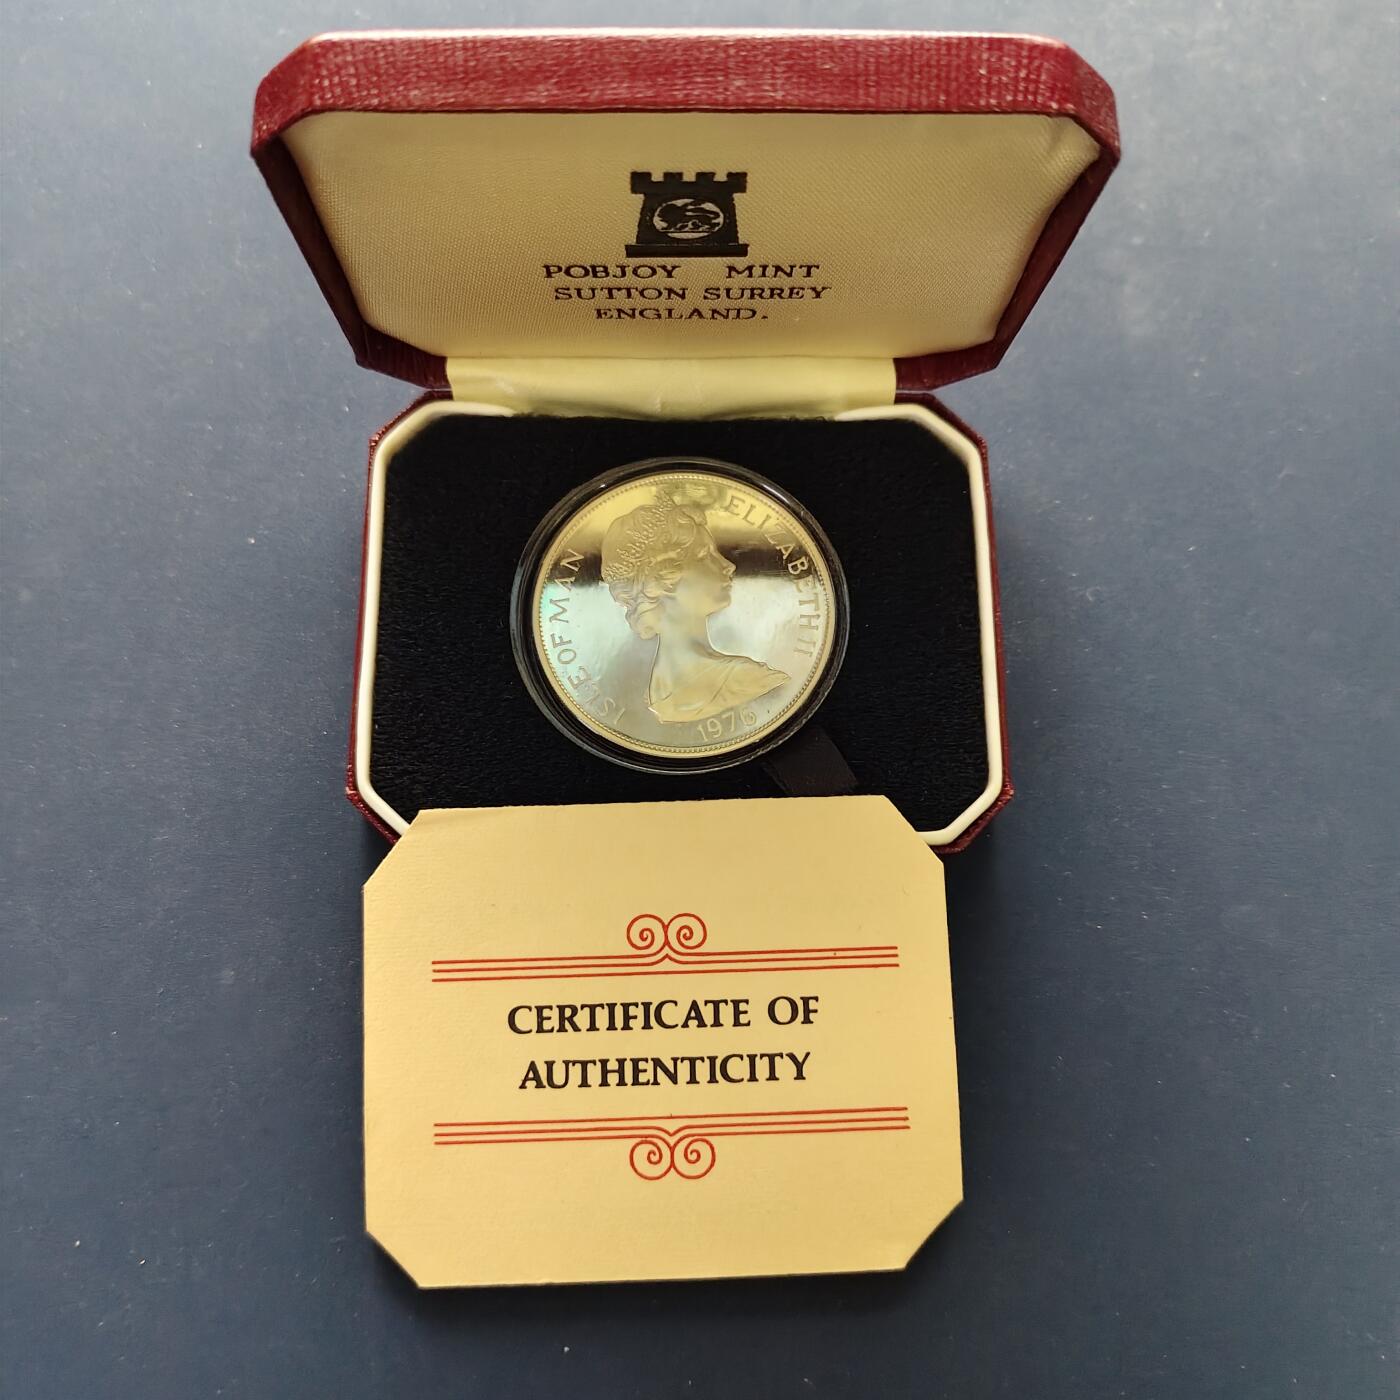 POBJOY MINT
SUTTON SURREY
ENGLAND.
ISLE OF MAN
ELIZABETH II
1976
CERTIFICATE OF
AUTHENTICITY